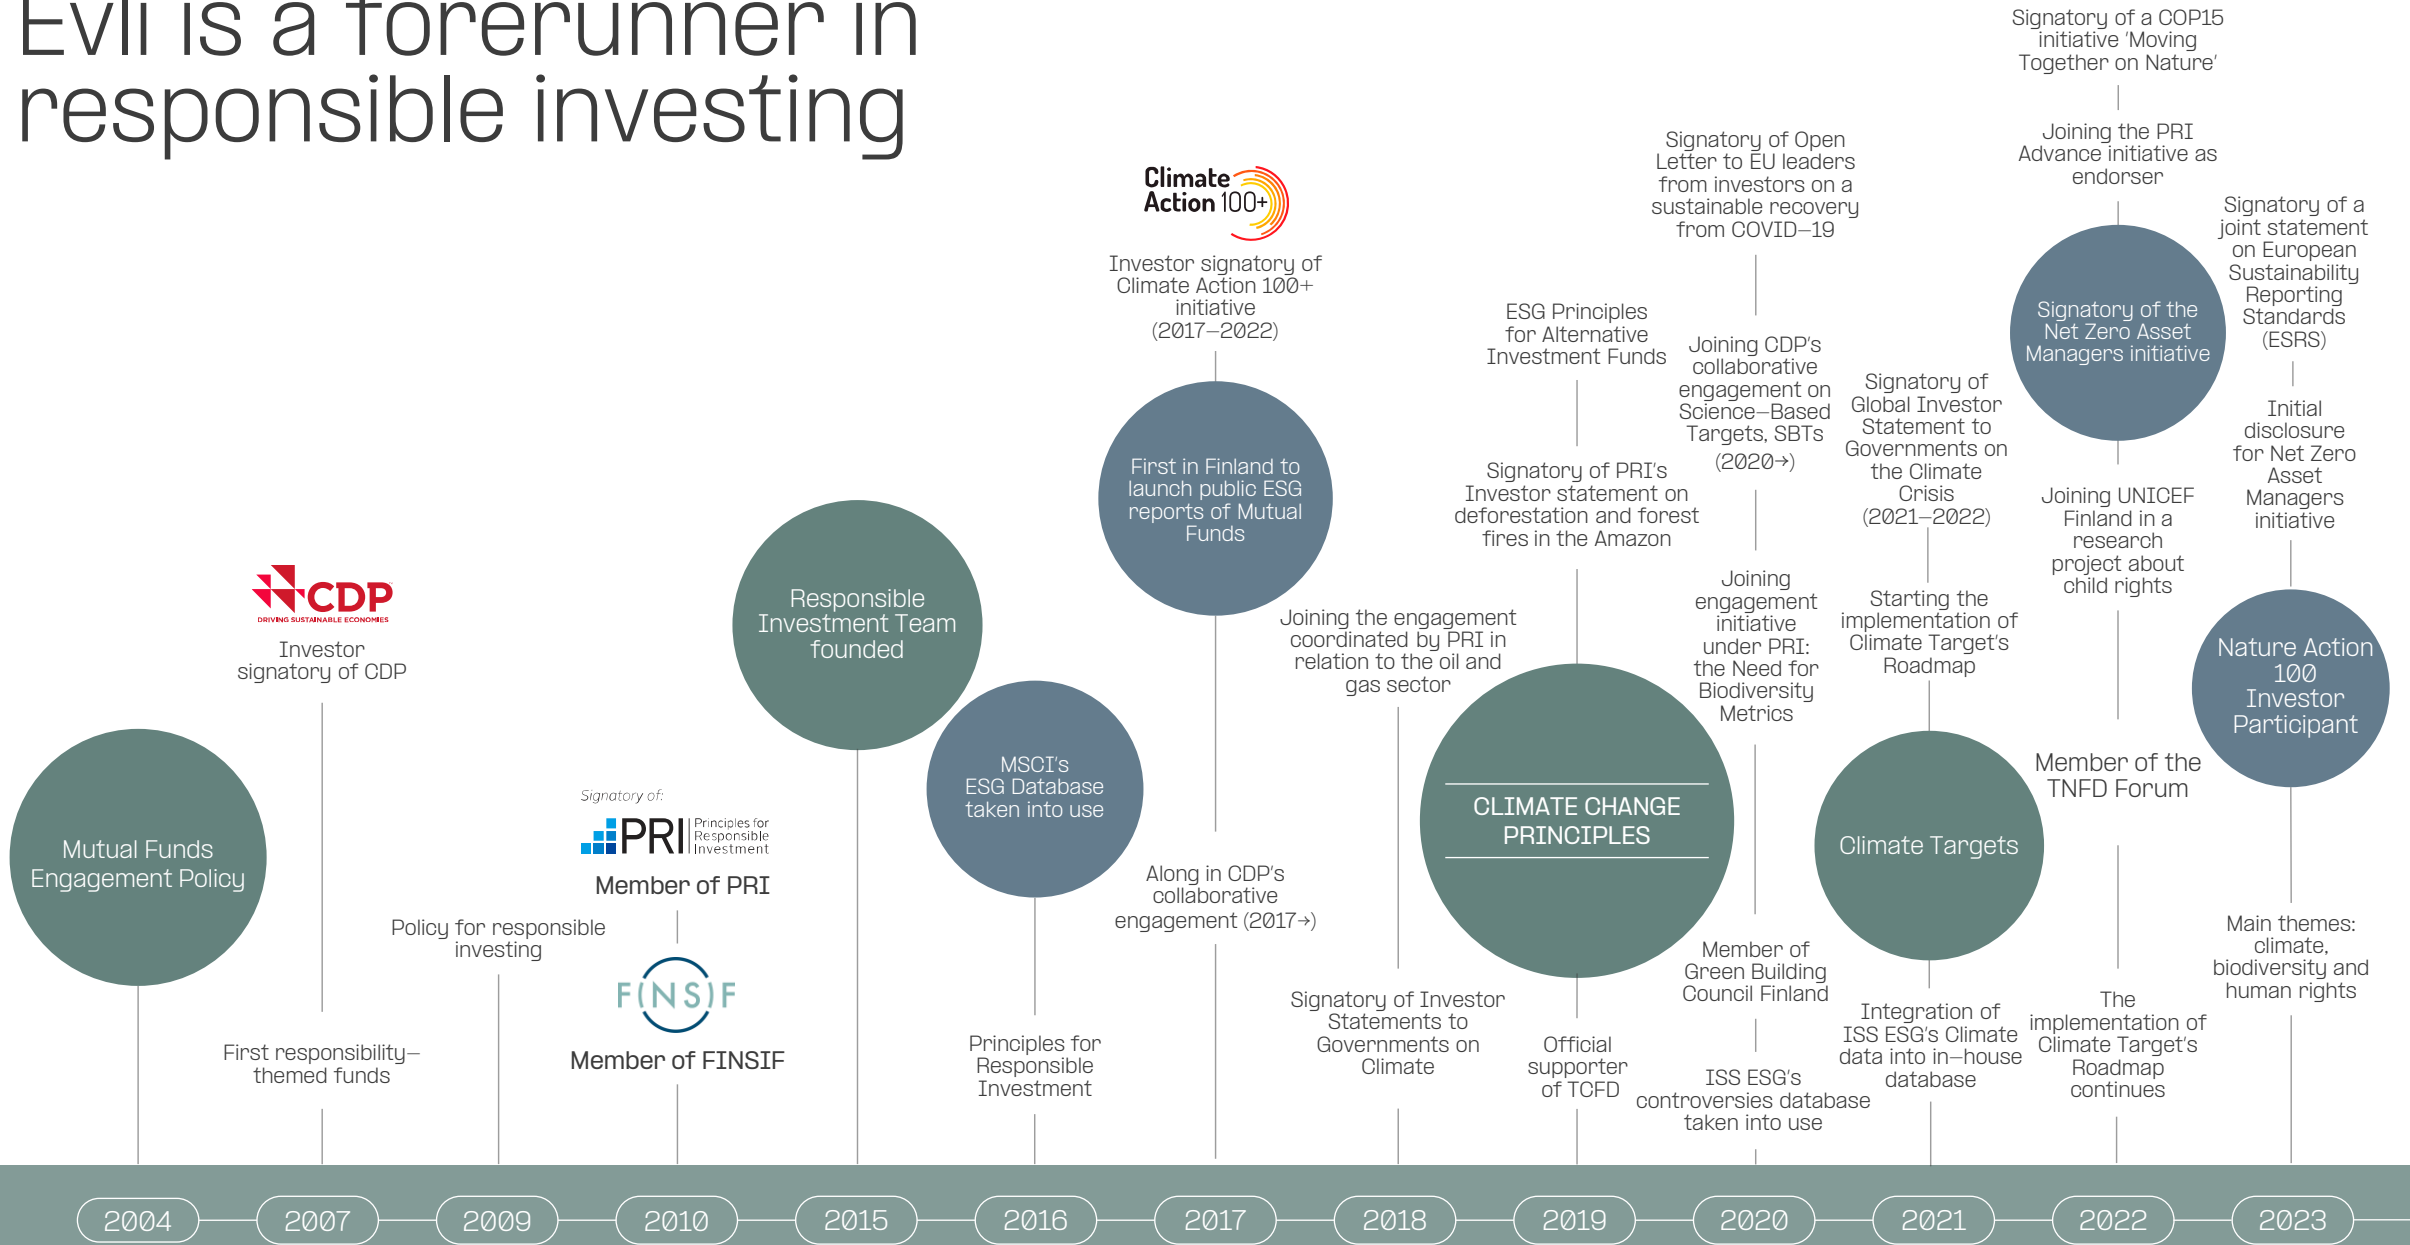 Evli is a forerunner in
responsible investing
Mutual Funds
Engagement Policy
CDP
DRIVING SUSTAINABLE ECONOMIES
Investor
signatory of CDP
First responsibility–
themed funds
Policy for responsible
investing
Signatory of:
PRI
Principles for
Responsible
Investment
Member of PRI
F(NS)F
Member of FINSIF
Responsible
Investment Team
founded
MSCI's
ESG Database
taken into use
Principles for
Responsible
Investment
Climate
Action 100+
Investor signatory of
Climate Action 100+
initiative
(2017–2022)
First in Finland to
launch public ESG
reports of Mutual
Funds
Along in CDP's
collaborative
engagement (2017→)
Joining the engagement
coordinated by PRI in
relation to the oil and
gas sector
Signatory of Investor
Statements to
Governments on
Climate
ESG Principles
for Alternative
Investment Funds
Signatory of PRI's
Investor statement on
deforestation and forest
fires in the Amazon
CLIMATE CHANGE
PRINCIPLES
Official
supporter
of TCFD
Signatory of Open
Letter to EU leaders
from investors on a
sustainable recovery
from COVID–19
Joining CDP's
collaborative
engagement on
Science–Based
Targets, SBTs
(2020→)
Joining
engagement
initiative
under PRI:
the Need for
Biodiversity
Metrics
Member of
Green Building
Council Finland
ISS ESG's
controversies database
taken into use
Signatory of
Global Investor
Statement to
Governments on
the Climate
Crisis
(2021–2022)
Starting the
implementation of
Climate Target's
Roadmap
Climate Targets
Integration of
ISS ESG's Climate
data into in–house
database
Signatory of a COP15
initiative 'Moving
Together on Nature'
Joining the PRI
Advance initiative as
endorser
Signatory of the
Net Zero Asset
Managers initiative
Joining UNICEF
Finland in a
research
project about
child rights
Member of the
TNFD Forum
The
implementation of
Climate Target's
Roadmap
continues
Signatory of a
joint statement
on European
Sustainability
Reporting
Standards
(ESRS)
Initial
disclosure
for Net Zero
Asset
Managers
initiative
Nature Action
100
Investor
Participant
Main themes:
climate,
biodiversity and
human rights
2004
2007
2009
2010
2015
2016
2017
2018
2019
2020
2021
2022
2023